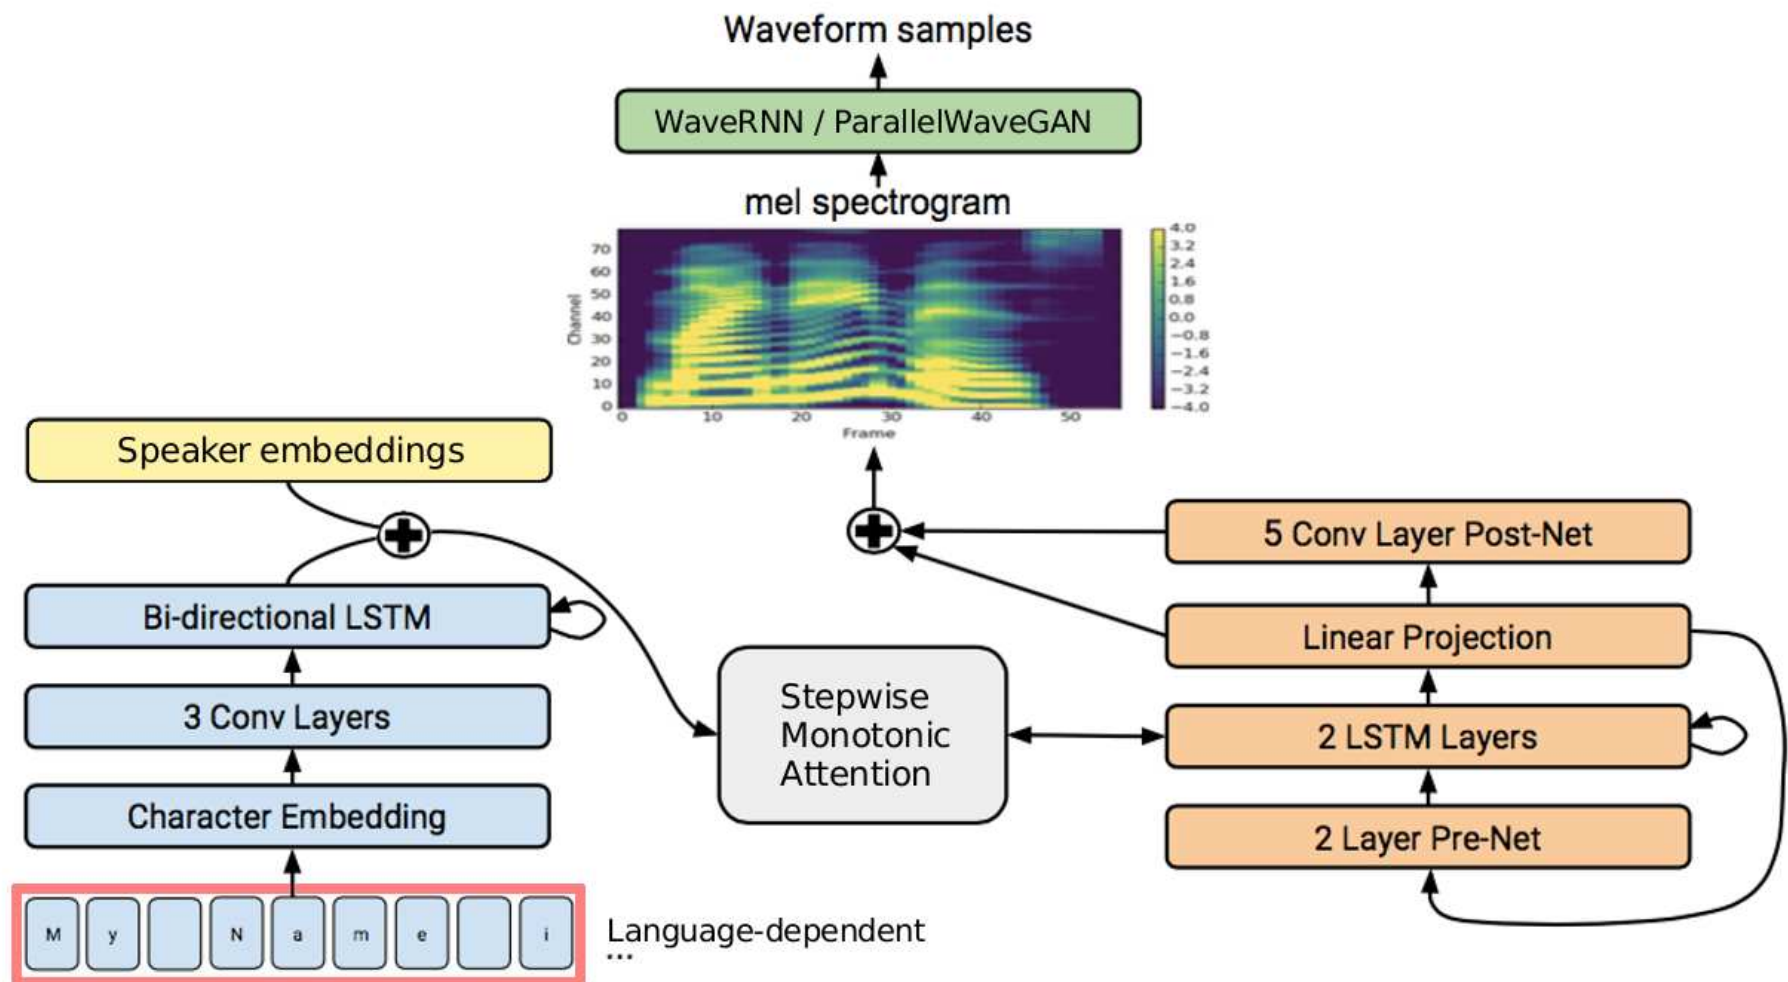 Waveform samples
WaveRNN / ParallelWaveGAN
mel spectrogram
Channel
70
60
50
40
30
20
10
0
0 10 20 30 40 50
Frame
4.0
3.2
2.4
1.6
0.8
0.0
−0.8
−1.6
−2.4
−3.2
−4.0
Speaker embeddings
Bi-directional LSTM
3 Conv Layers
Character Embedding
M y N a m e i
Language-dependent
...
Stepwise
Monotonic
Attention
5 Conv Layer Post-Net
Linear Projection
2 LSTM Layers
2 Layer Pre-Net